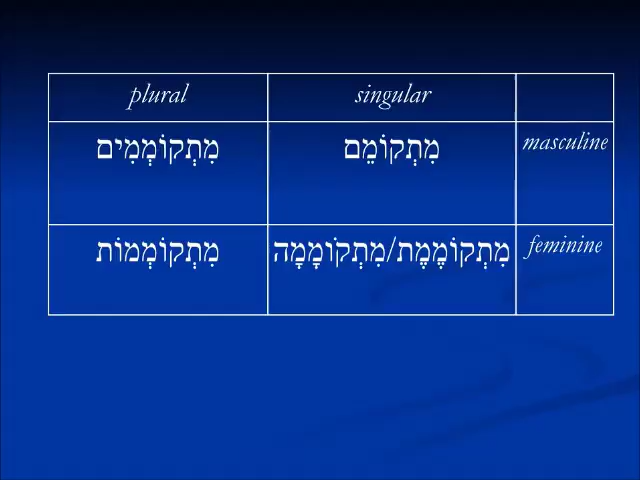 plural singular
מִתְקוֹמְמִים מִתְקוֹמֵם masculine
מִתְקוֹמְמוֹת מִתְקוֹמֶמֶת/מִתְקוֹמָמָה feminine